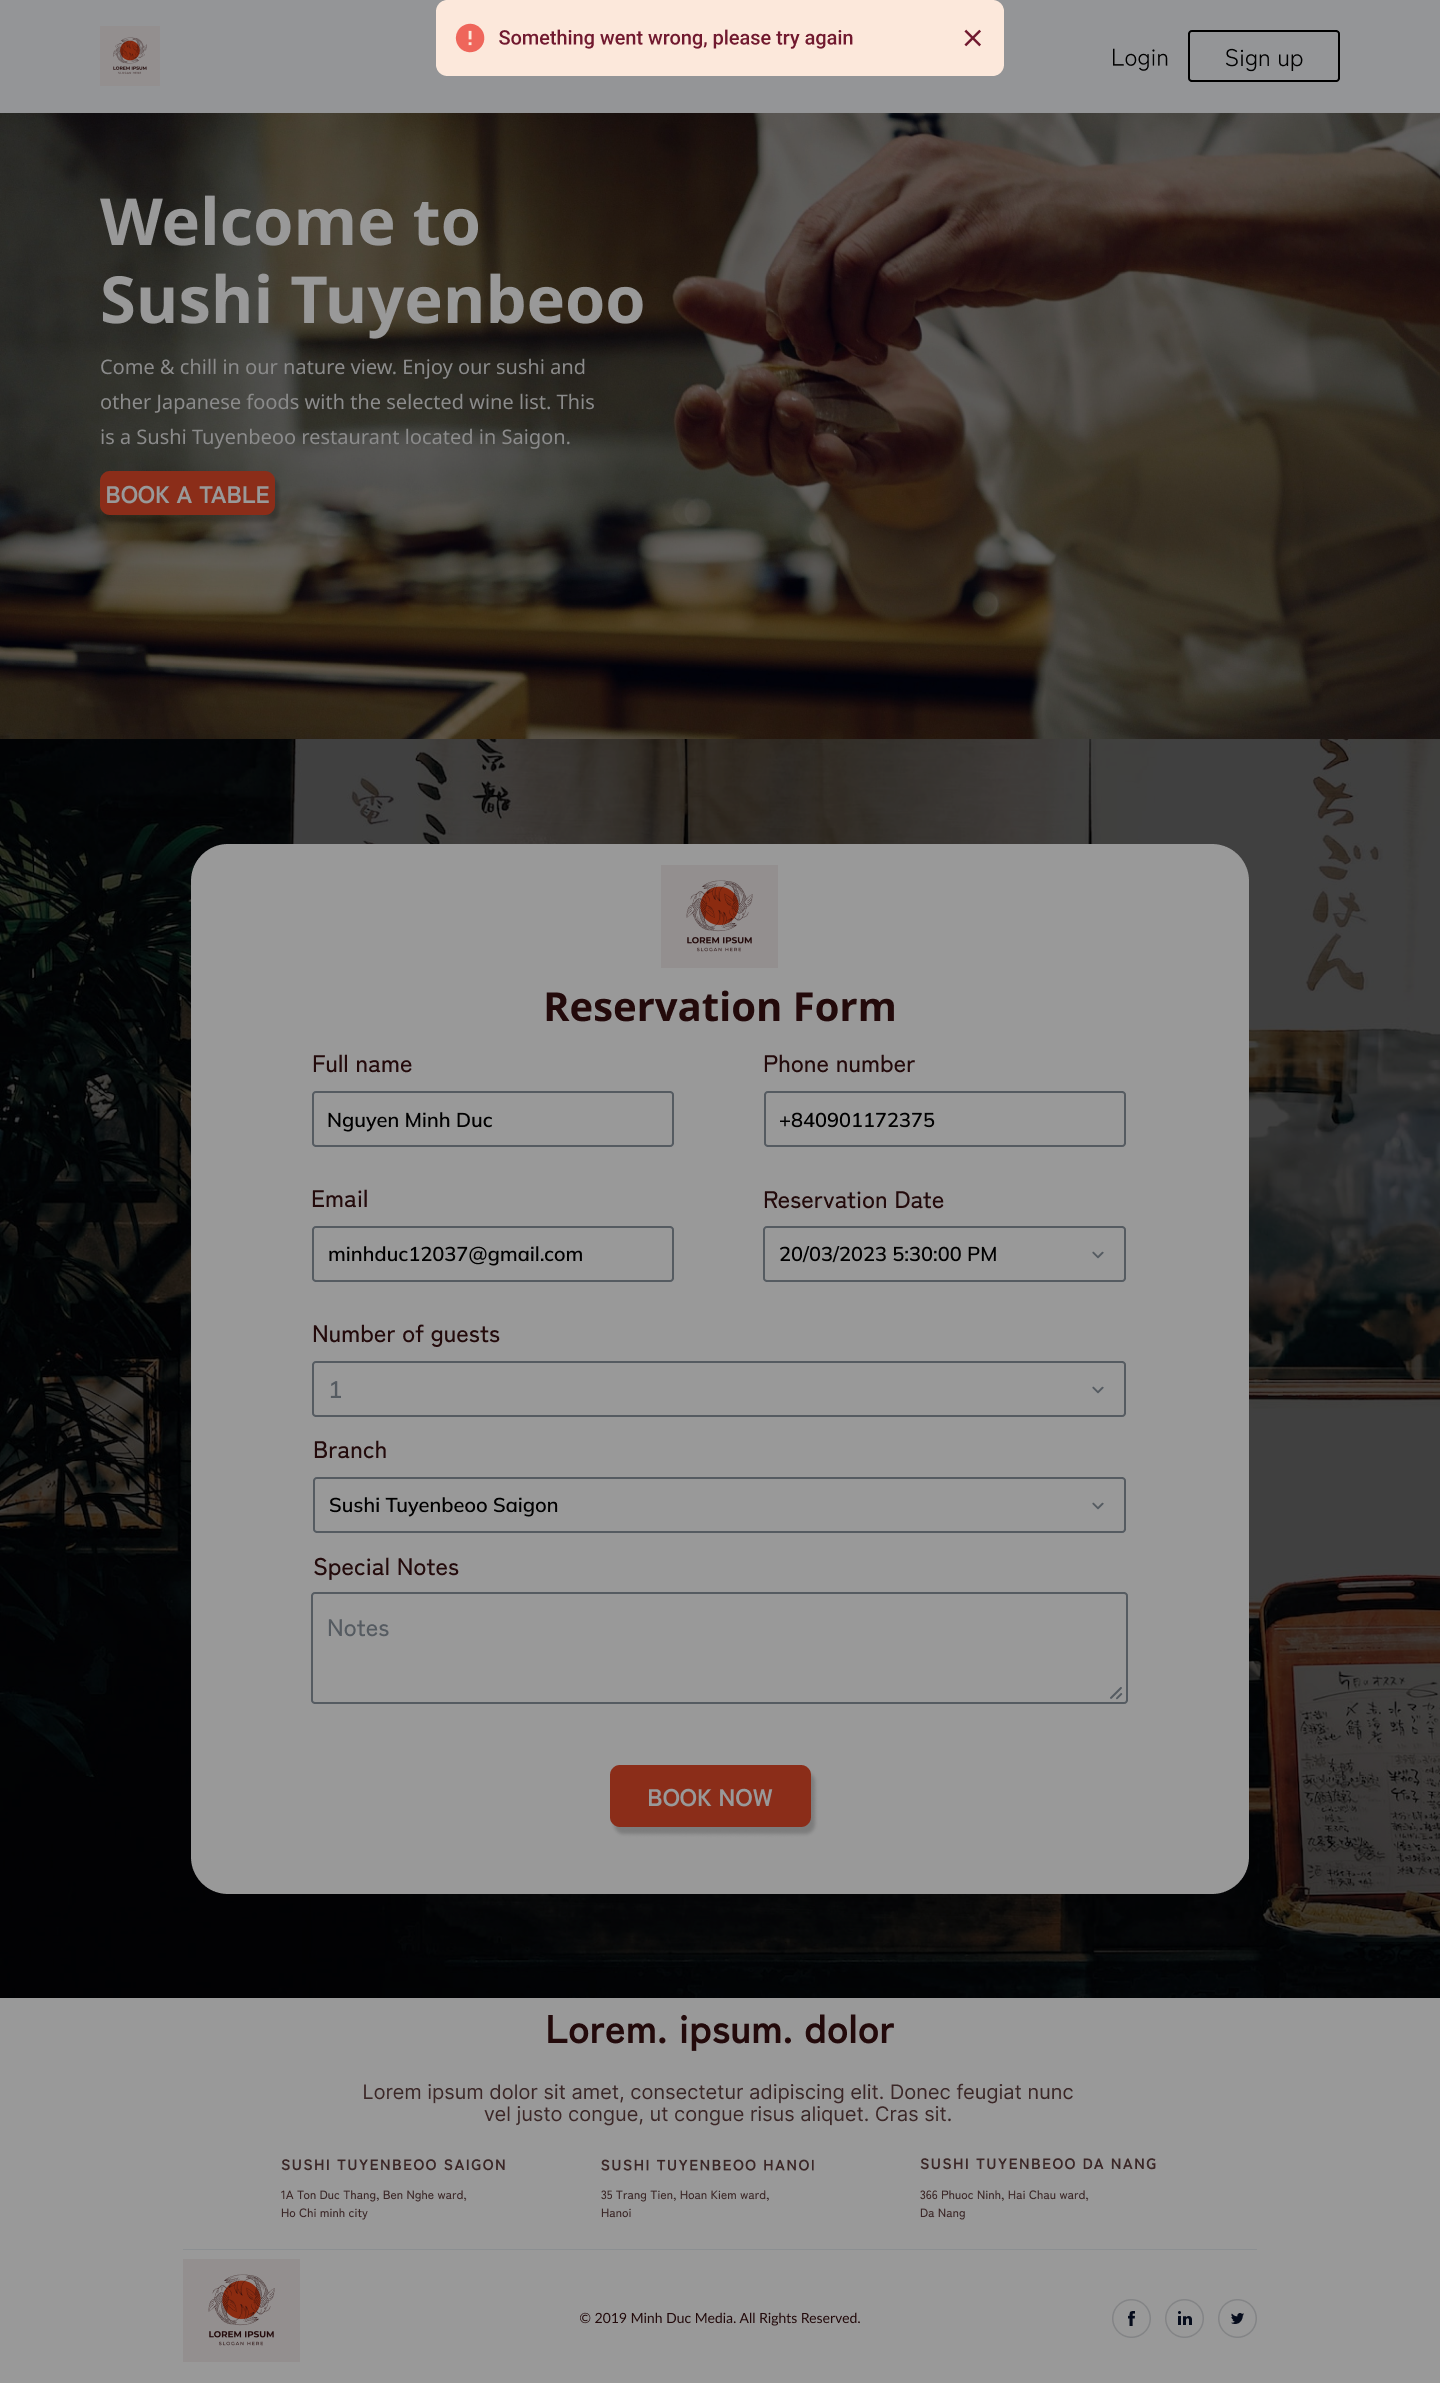 Something went wrong, please try again
LOREM IPSUM
Login
Sign up
Welcome to
Sushi Tuyenbeoo
Come & chill in our nature view. Enjoy our sushi and
other Japanese foods with the selected wine list. This
is a Sushi Tuyenbeoo restaurant located in Saigon.
BOOK A TABLE
京都
ちごはん
LOREM IPSUM
SLOGAN HERE
Reservation Form
Full name
Phone number
Nguyen Minh Duc
+840901172375
Email
Reservation Date
minhduc12037@gmail.com
20/03/2023 5:30:00 PM
Number of guests
1
Branch
Sushi Tuyenbeoo Saigon
Special Notes
Notes
BOOK NOW
Lorem. ipsum. dolor
Lorem ipsum dolor sit amet, consectetur adipiscing elit. Donec feugiat nunc
vel justo congue, ut congue risus aliquet. Cras sit.
SUSHI TUYENBEOO SAIGON
1A Ton Duc Thang, Ben Nghe ward,
Ho Chi minh city
SUSHI TUYENBEOO HANOI
35 Trang Tien, Hoan Kiem ward,
Hanoi
SUSHI TUYENBEOO DA NANG
366 Phuoc Ninh, Hai Chau ward,
Da Nang
LOREM IPSUM
SLOGAN HERE
© 2019 Minh Duc Media. All Rights Reserved.